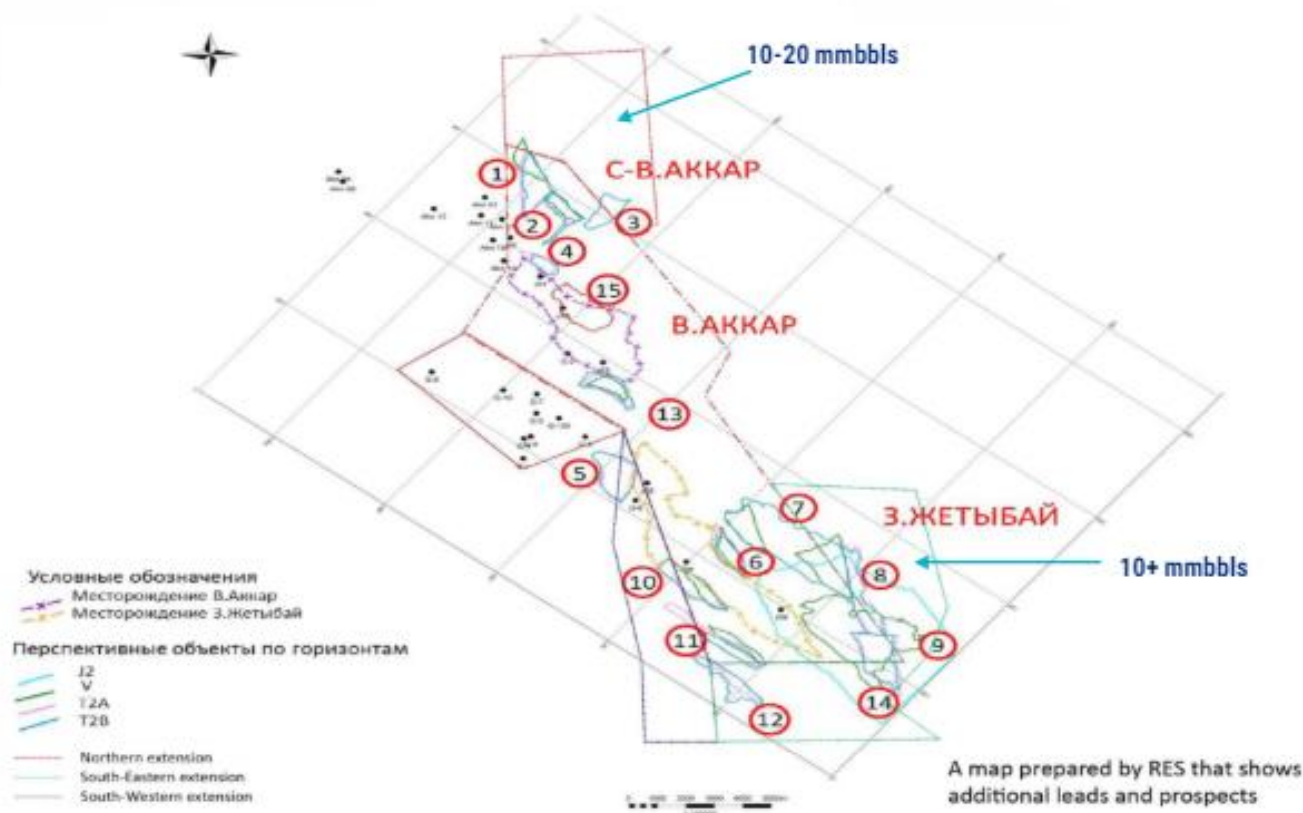 10-20 mmbbls
С-В.АККАР
1
2
3
4
15
В.АККАР
13
5
7
З.ЖЕТЫБАЙ
6
8
10+ mmbbls
10
11
9
14
12
Условные обозначения
Месторождение В.Аккар
Месторождение З.Жетыбай
Перспективные объекты по горизонтам
J2
V
T2A
T2B
Northern extension
South-Eastern extension
South-Western extension
A map prepared by RES that shows
additional leads and prospects